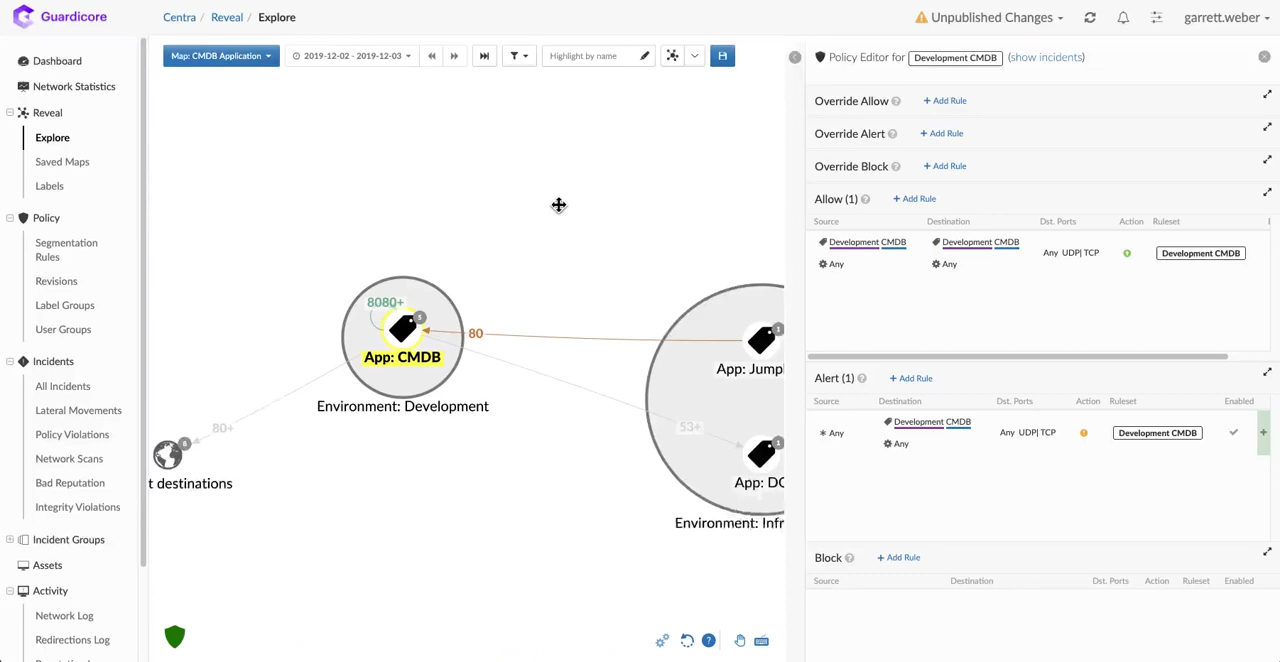 Guardicore
Centra / Reveal / Explore
Unpublished Changes
garrett.weber
Dashboard
Network Statistics
Reveal
Explore
Saved Maps
Labels
Policy
Segmentation
Rules
Revisions
Label Groups
User Groups
Incidents
All Incidents
Lateral Movements
Policy Violations
Network Scans
Bad Reputation
Integrity Violations
Incident Groups
Assets
Activity
Network Log
Redirections Log
Map: CMDB Application
2019-12-02 - 2019-12-03
Highlight by name
8080+
App: CMDB
Environment: Development
80
80+
53+
t destinations
App: Jump
App: DC
Environment: Infr
Policy Editor for Development CMDB (show incidents)
Override Allow ? + Add Rule
Override Alert ? + Add Rule
Override Block ? + Add Rule
Allow (1) ? + Add Rule
Source Destination Dst. Ports Action Ruleset
Development CMDB Development CMDB Any UDP| TCP Development CMDB
Any Any
Alert (1) ? + Add Rule
Source Destination Dst. Ports Action Ruleset Enabled
Any Development CMDB Any UDP| TCP Development CMDB
Any
Block ? + Add Rule
Source Destination Dst. Ports Action Ruleset Enabled